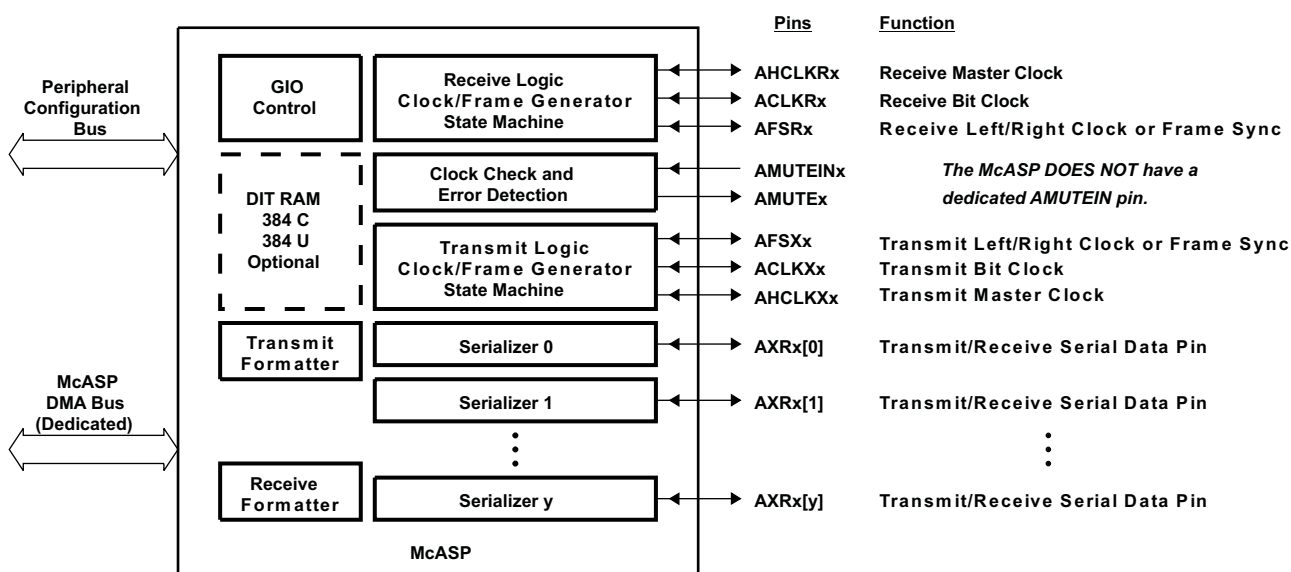 Pins Function
Peripheral
Configuration
Bus
GIO
Control
Receive Logic
Clock/Frame Generator
State Machine
AHCLKRx Receive Master Clock
ACLKRx Receive Bit Clock
AFSRx Receive Left/Right Clock or Frame Sync
DIT RAM
384 C
384 U
Optional
Clock Check and
Error Detection
AMUTEINx
AMUTEx
The McASP DOES NOT have a
dedicated AMUTEIN pin.
Transmit Logic
Clock/Frame Generator
State Machine
AFSXx Transmit Left/Right Clock or Frame Sync
ACLKXx Transmit Bit Clock
AHCLKXx Transmit Master Clock
Transmit
Formatter
Serializer 0
AXRx[0] Transmit/Receive Serial Data Pin
McASP
DMA Bus
(Dedicated)
Serializer 1
AXRx[1] Transmit/Receive Serial Data Pin
Receive
Formatter
Serializer y
AXRx[y] Transmit/Receive Serial Data Pin
McASP